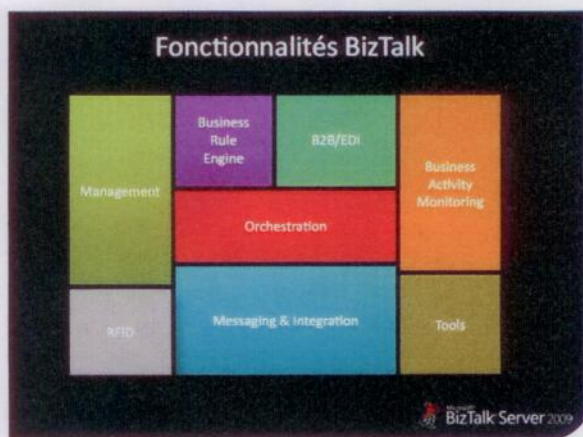 Fonctionnalités BizTalk
Business
Rule
Engine
B2B/EDI
Management
Business
Activity
Monitoring
Orchestration
RFID
Messaging & Integration
Tools
Microsoft
BizTalk Server 2009